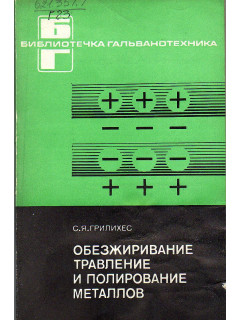 Б
БИБЛИОТЕЧКА ГАЛЬВАНОТЕХНИКА
Г
+ + +
− − −
− − −
+ + +
С.Я.ГРИЛИХЕС
ОБЕЗЖИРИВАНИЕ
ТРАВЛЕНИЕ
И ПОЛИРОВАНИЕ
МЕТАЛЛОВ